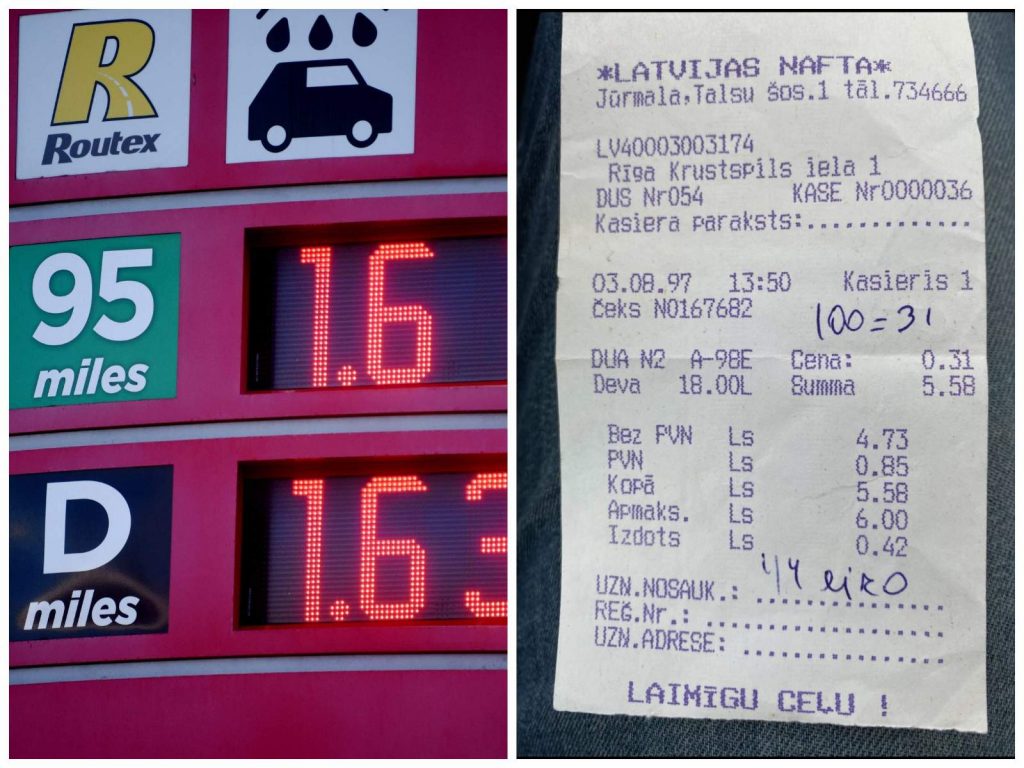 Routex
95
miles
1.6
D
miles
1.63
*LATVIJAS NAFTA*
Jūrmala,Talsu šos.1 tāl.734666
LV40003003174
Rīga Krustspils iela 1
DUS Nr054 KASE Nr0000036
Kasiera paraksts:.............
03.08.97 13:50 Kasieris 1
Čeks N0167682
100=31
DUA N2 A-98E Cena: 0.31
Deva 18.00L Summa 5.58
Bez PVN Ls 4.73
PVN Ls 0.85
Kopā Ls 5.58
Apmaks. Ls 6.00
Izdots Ls 0.42
1/4 eiro
UZN.NOSAUK.: ..............
REĢ.Nr.: ..................
UZN.ADRESE: ...............
LAIMĪGU CEĻU !